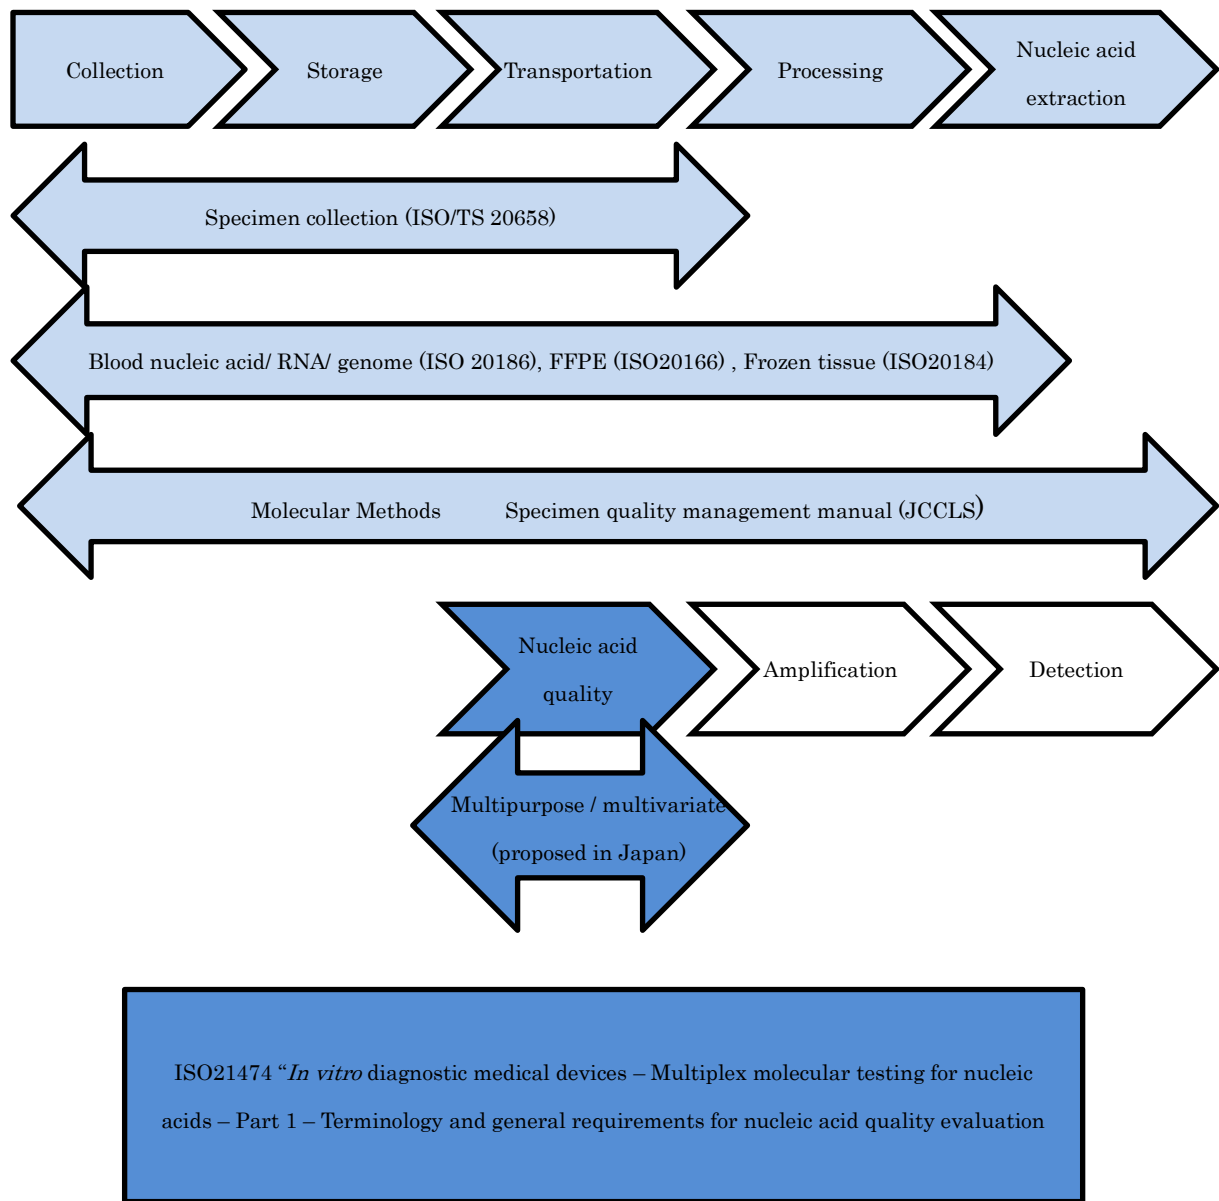 Collection
Storage
Transportation
Processing
Nucleic acid
extraction
Specimen collection (ISO/TS 20658)
Blood nucleic acid/ RNA/ genome (ISO 20186), FFPE (ISO20166) , Frozen tissue (ISO20184)
Molecular Methods Specimen quality management manual (JCCLS)
Nucleic acid
quality
Amplification
Detection
Multipurpose / multivariate
(proposed in Japan)
ISO21474 “In vitro diagnostic medical devices – Multiplex molecular testing for nucleic
acids – Part 1 – Terminology and general requirements for nucleic acid quality evaluation